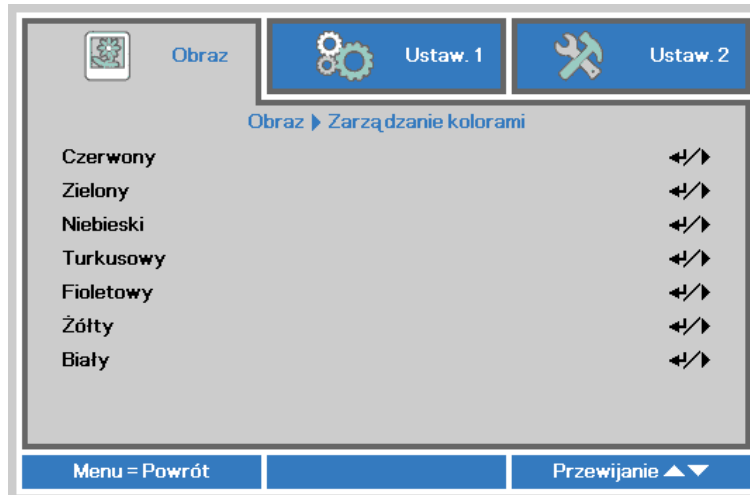 Obraz
Ustaw. 1
Ustaw. 2
Obraz ▶ Zarządzanie kolorami
Czerwony ↵/▶
Zielony ↵/▶
Niebieski ↵/▶
Turkusowy ↵/▶
Fioletowy ↵/▶
Żółty ↵/▶
Biały ↵/▶
Menu = Powrót
Przewijanie ▲▼